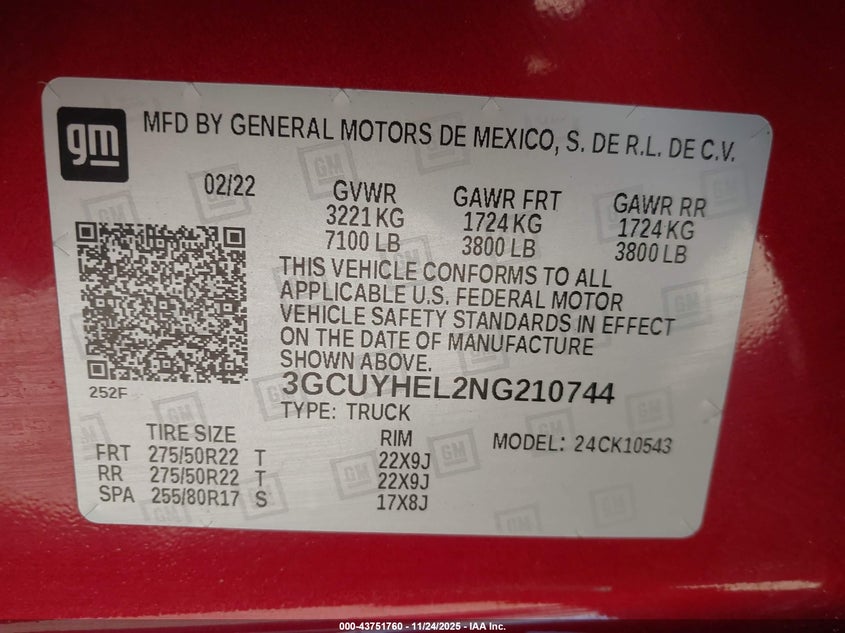 gm MFD BY GENERAL MOTORS DE MEXICO, S. DE R.L. DE C.V.
02/22 GVWR GAWR FRT GAWR RR
3221 KG 1724 KG 1724 KG
7100 LB 3800 LB 3800 LB
THIS VEHICLE CONFORMS TO ALL
APPLICABLE U.S. FEDERAL MOTOR
VEHICLE SAFETY STANDARDS IN EFFECT
ON THE DATE OF MANUFACTURE
SHOWN ABOVE.
252F
3GCUYHEL2NG210744
TYPE: TRUCK
TIRE SIZE RIM MODEL: 24CK10543
FRT 275/50R22 T 22X9J
RR 275/50R22 T 22X9J
SPA 255/80R17 S 17X8J
000-43751760 - 11/24/2025 - IAA Inc.